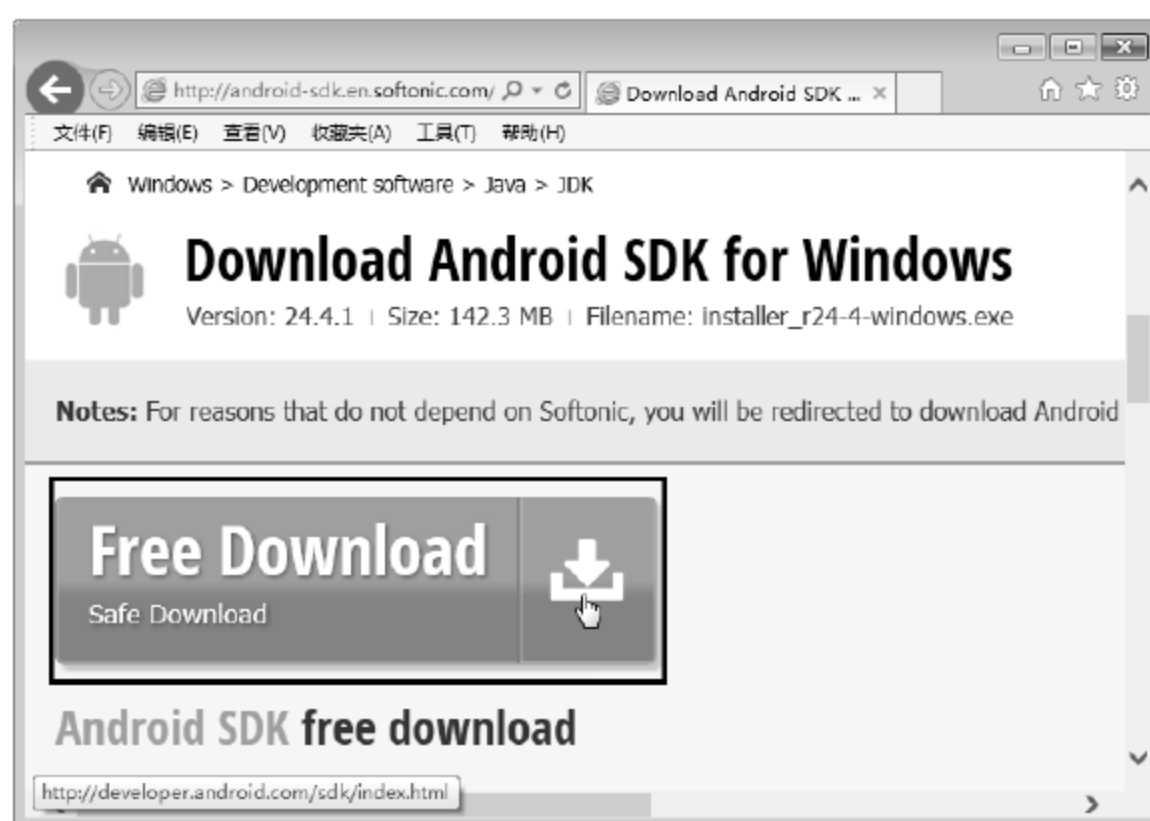 http://android-sdk.en.softonic.com/
Download Android SDK ...
文件(F) 编辑(E) 查看(V) 收藏夹(A) 工具(T) 帮助(H)
Windows > Development software > Java > JDK
Download Android SDK for Windows
Version: 24.4.1 | Size: 142.3 MB | Filename: installer_r24-4-windows.exe
Notes: For reasons that do not depend on Softonic, you will be redirected to download Android
Free Download
Safe Download
Android SDK free download
http://developer.android.com/sdk/index.html